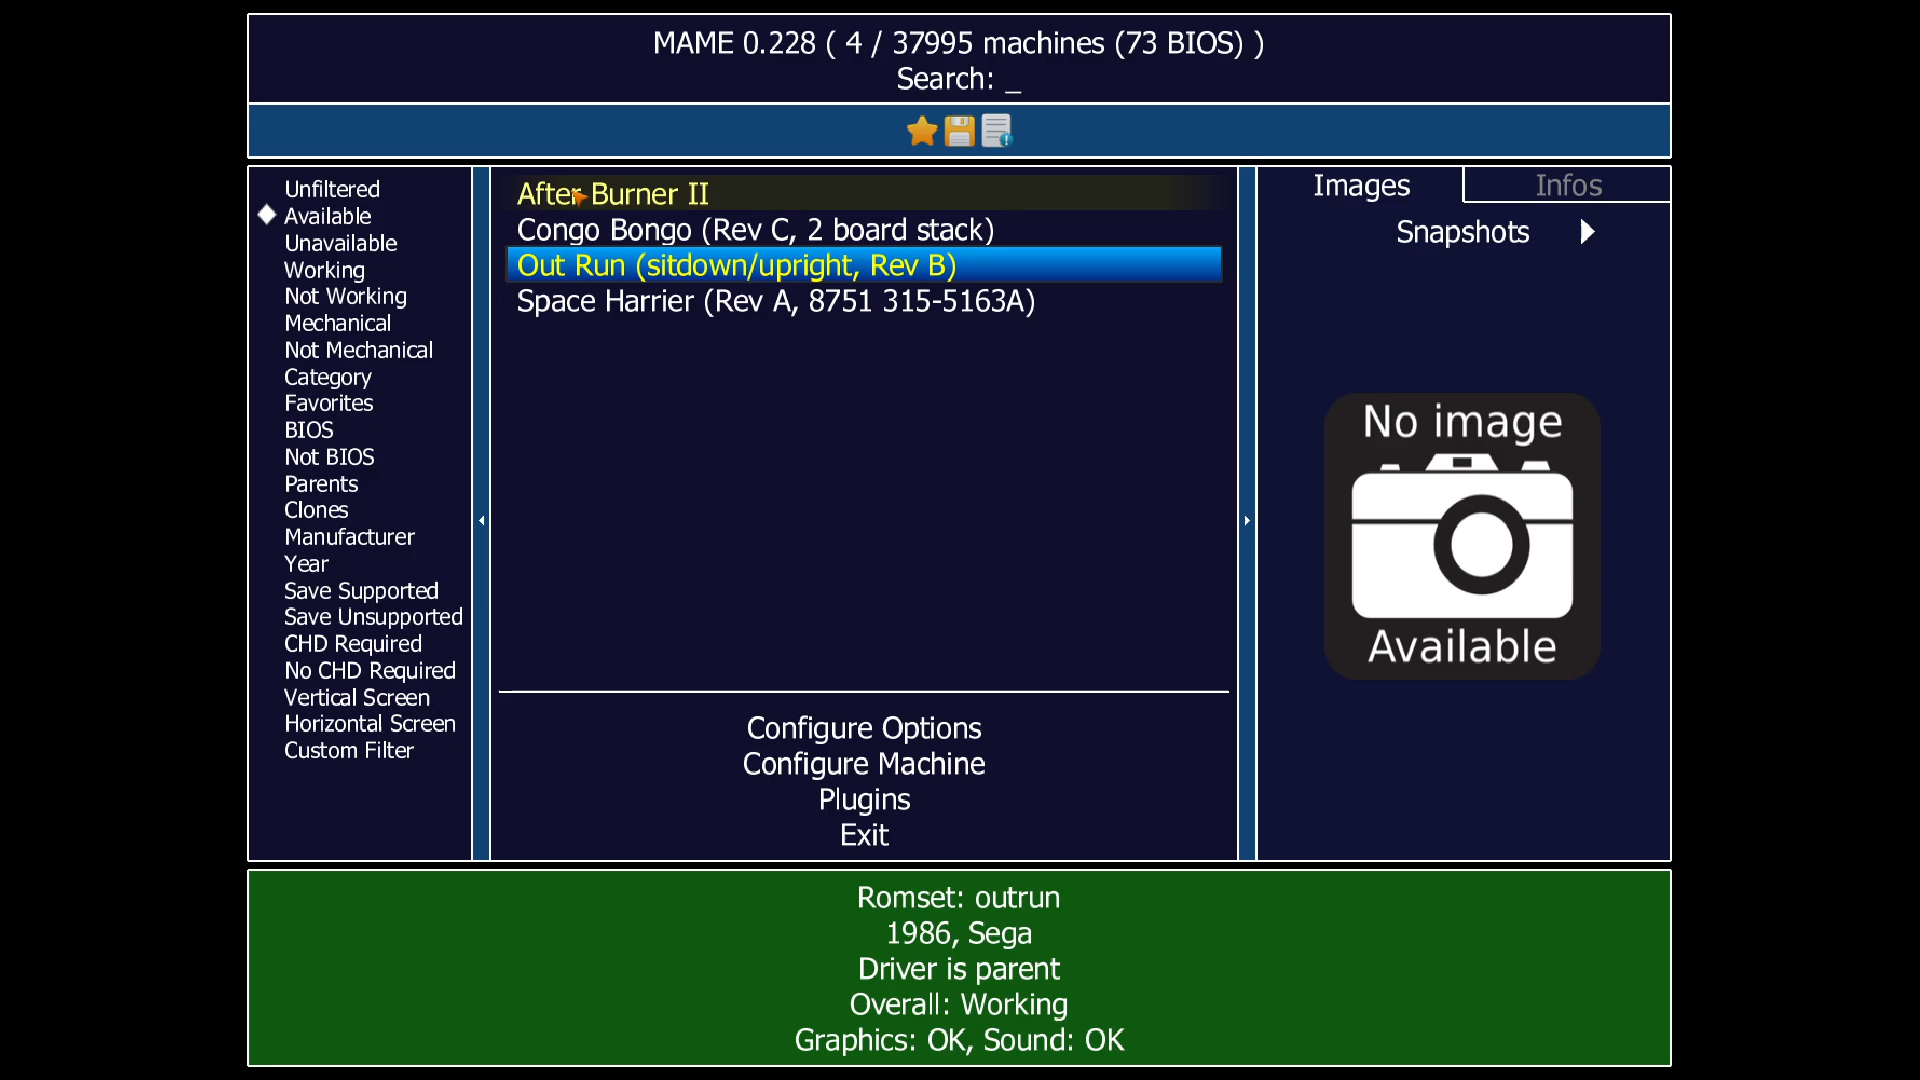 MAME 0.228 ( 4 / 37995 machines (73 BIOS) )
Search: _
Unfiltered
Available
Unavailable
Working
Not Working
Mechanical
Not Mechanical
Category
Favorites
BIOS
Not BIOS
Parents
Clones
Manufacturer
Year
Save Supported
Save Unsupported
CHD Required
No CHD Required
Vertical Screen
Horizontal Screen
Custom Filter
After Burner II
Congo Bongo (Rev C, 2 board stack)
Out Run (sitdown/upright, Rev B)
Space Harrier (Rev A, 8751 315-5163A)
Configure Options
Configure Machine
Plugins
Exit
Images
Infos
Snapshots
No image
Available
Romset: outrun
1986, Sega
Driver is parent
Overall: Working
Graphics: OK, Sound: OK